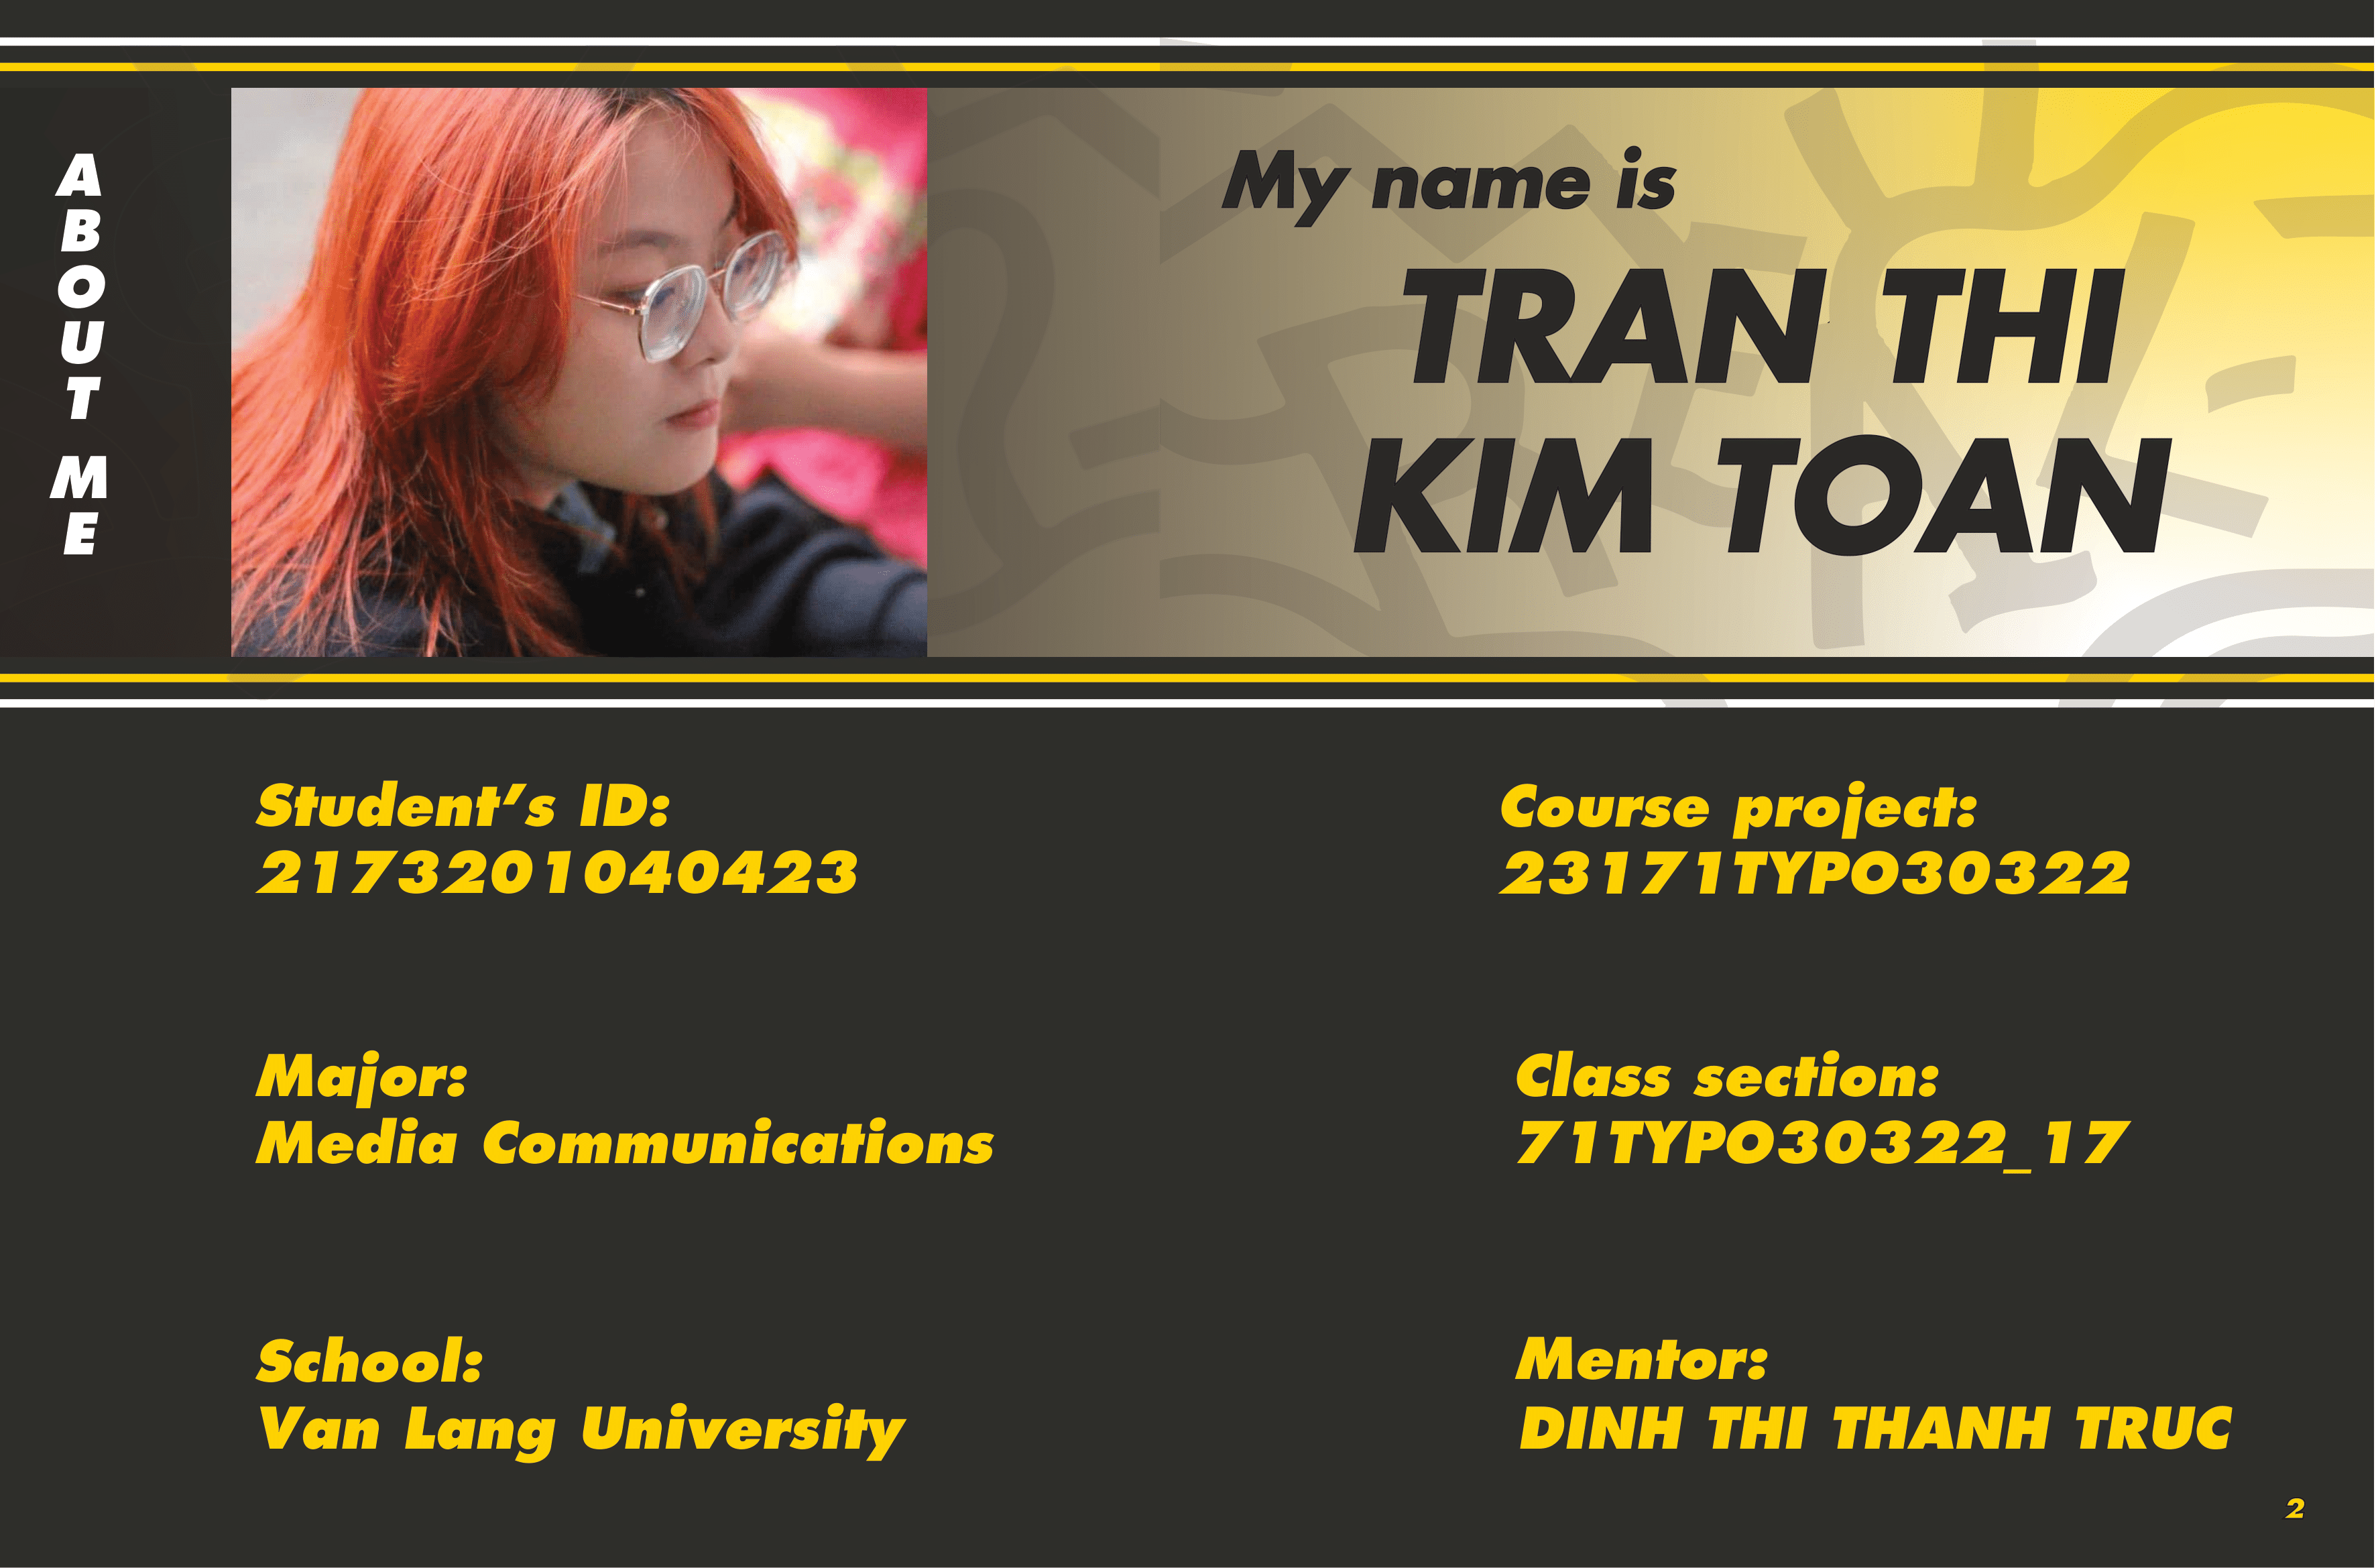 ABOUT ME
My name is
TRAN THI
KIM TOAN
Student’s ID:
2173201040423
Course project:
23171TYPO30322
Major:
Media Communications
Class section:
71TYPO30322_17
School:
Van Lang University
Mentor:
DINH THI THANH TRUC
2